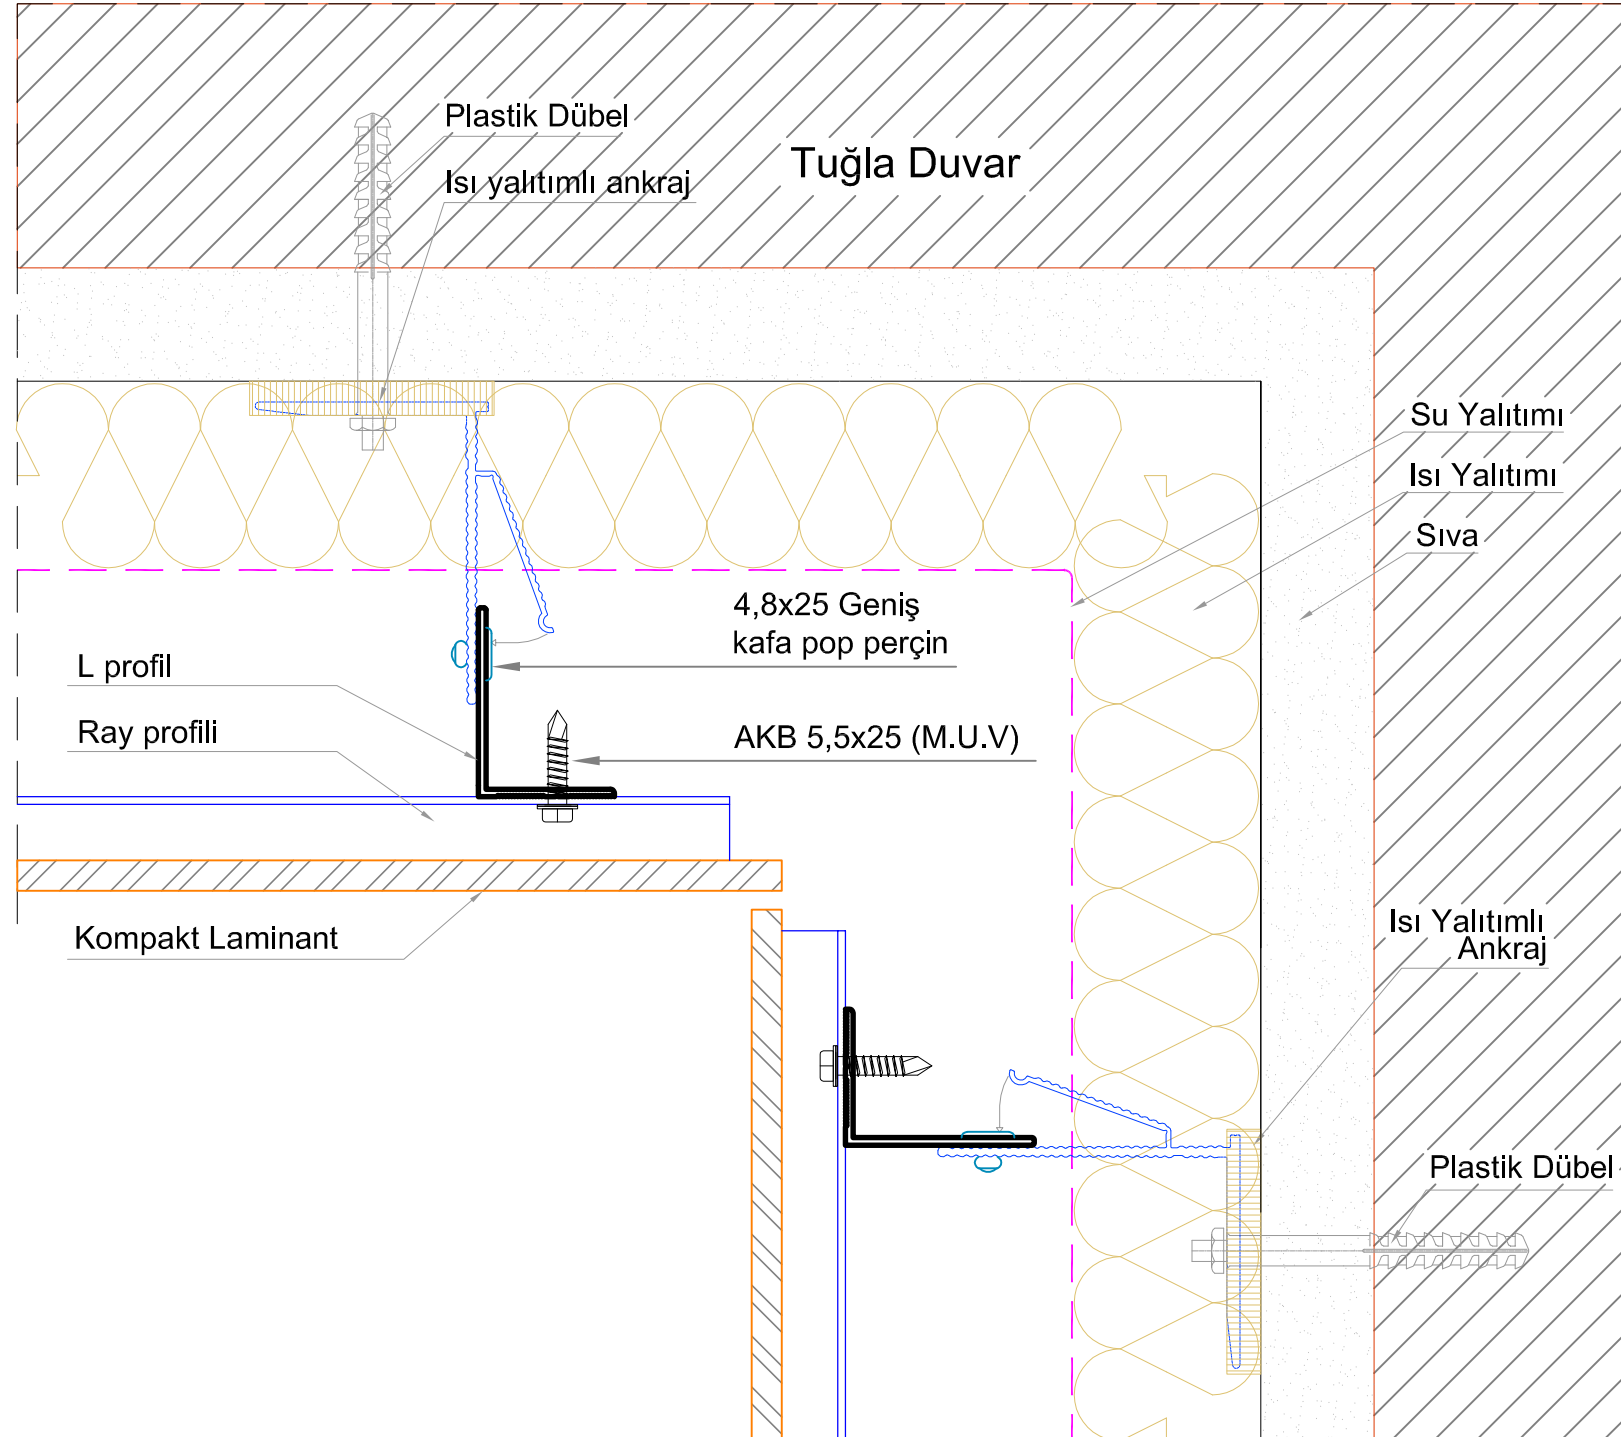 Plastik Dübel
Tuğla Duvar
Isı yalıtımlı ankraj
Su Yalıtımı
Isı Yalıtımı
Sıva
4,8x25 Geniş
kafa pop perçin
L profil
Ray profili
AKB 5,5x25 (M.U.V)
Kompakt Laminant
Isı Yalıtımlı
Ankraj
Plastik Dübel